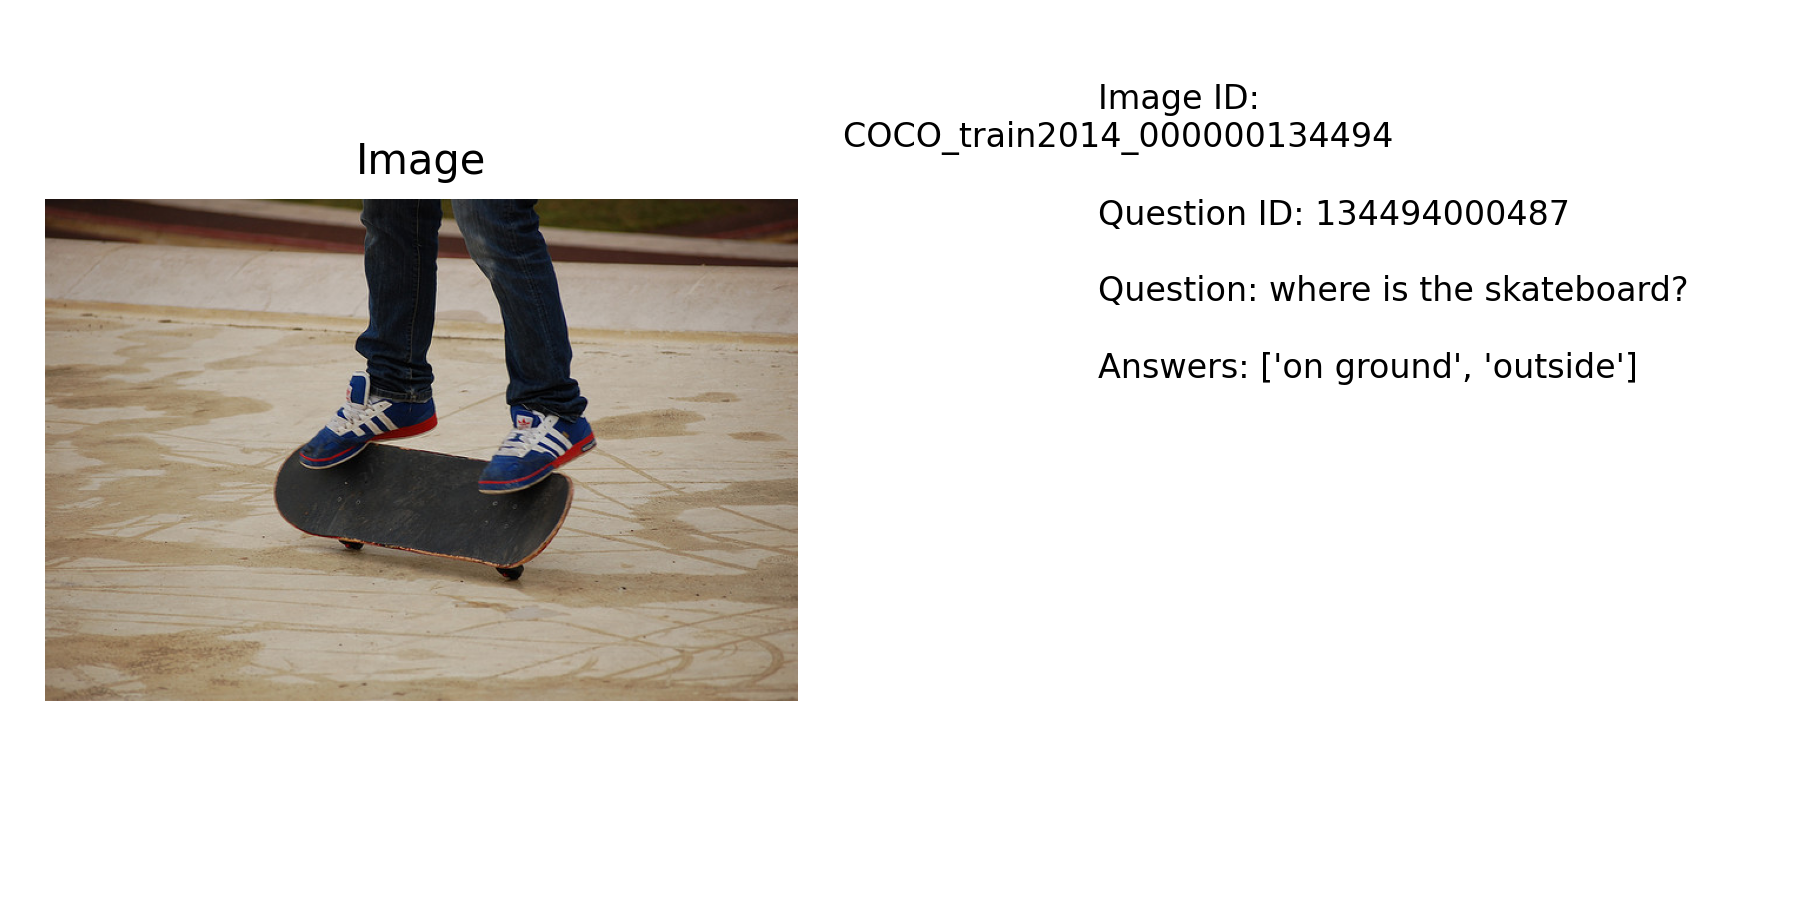 Image
Image ID:
COCO_train2014_000000134494
Question ID: 134494000487
Question: where is the skateboard?
Answers: ['on ground', 'outside']